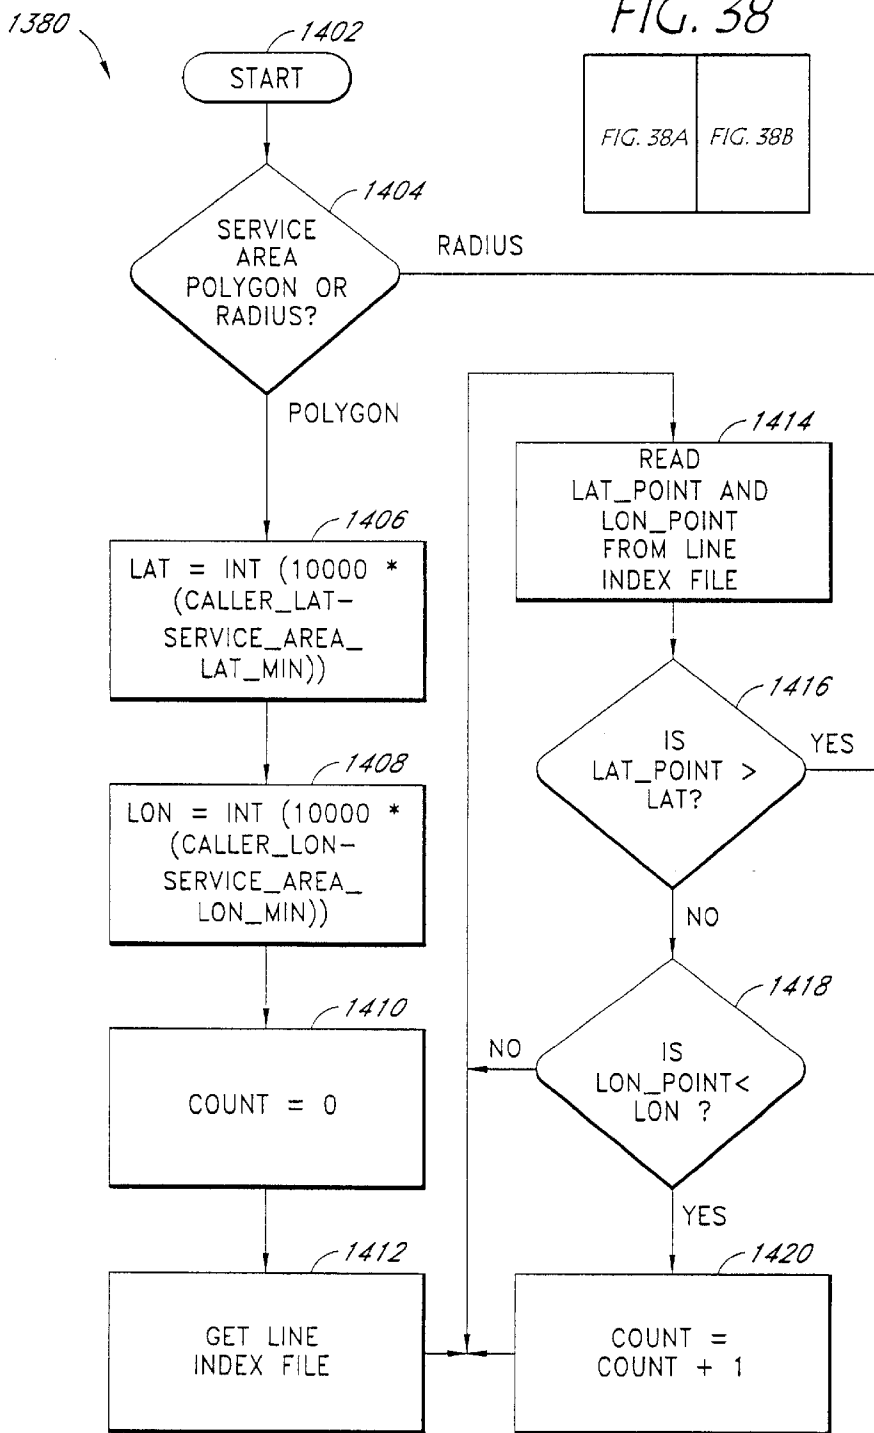 FIG. 38
1380
1402
START
FIG. 38A
FIG. 38B
1404
SERVICE
AREA
POLYGON OR
RADIUS?
RADIUS
POLYGON
1406
LAT = INT (10000 *
(CALLER_LAT-
SERVICE_AREA_
LAT_MIN))
1408
LON = INT (10000 *
(CALLER_LON-
SERVICE_AREA_
LON_MIN))
1410
COUNT = 0
1412
GET LINE
INDEX FILE
1414
READ
LAT_POINT AND
LON_POINT
FROM LINE
INDEX FILE
1416
IS
LAT_POINT >
LAT?
YES
NO
1418
IS
LON_POINT<
LON ?
NO
YES
1420
COUNT =
COUNT + 1